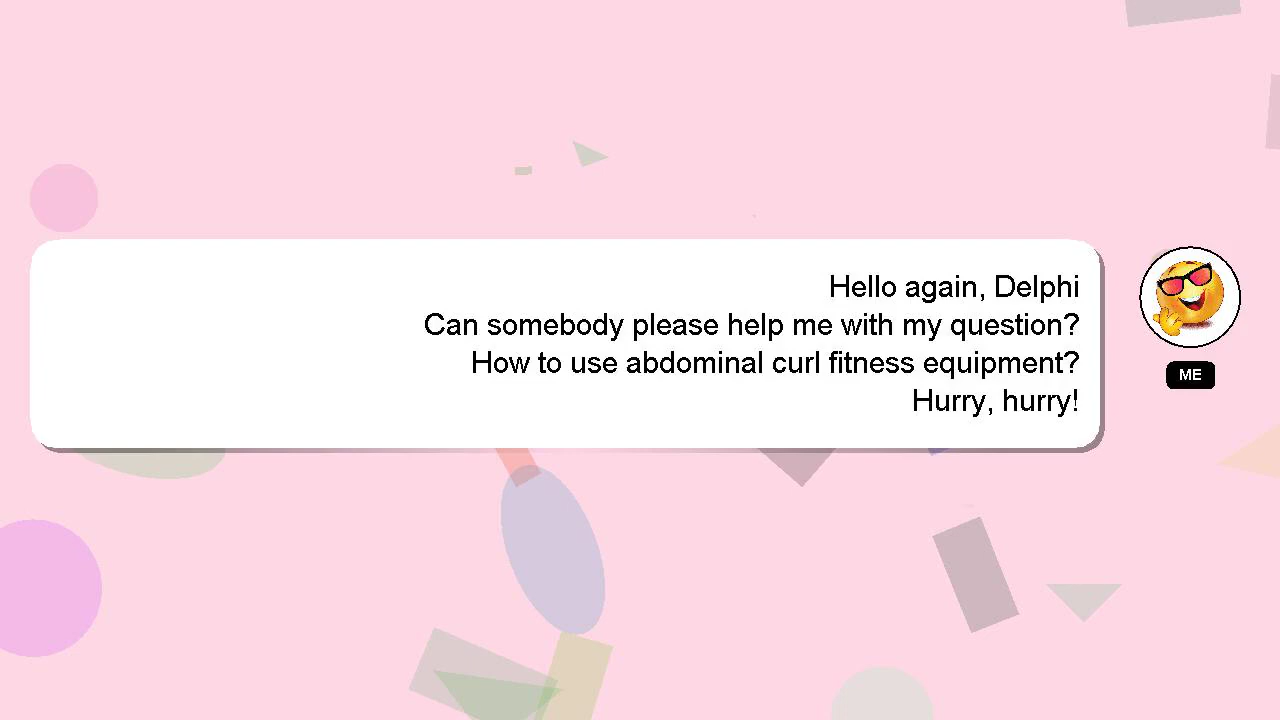 Hello again, Delphi
Can somebody please help me with my question?
How to use abdominal curl fitness equipment?
Hurry, hurry!
ME